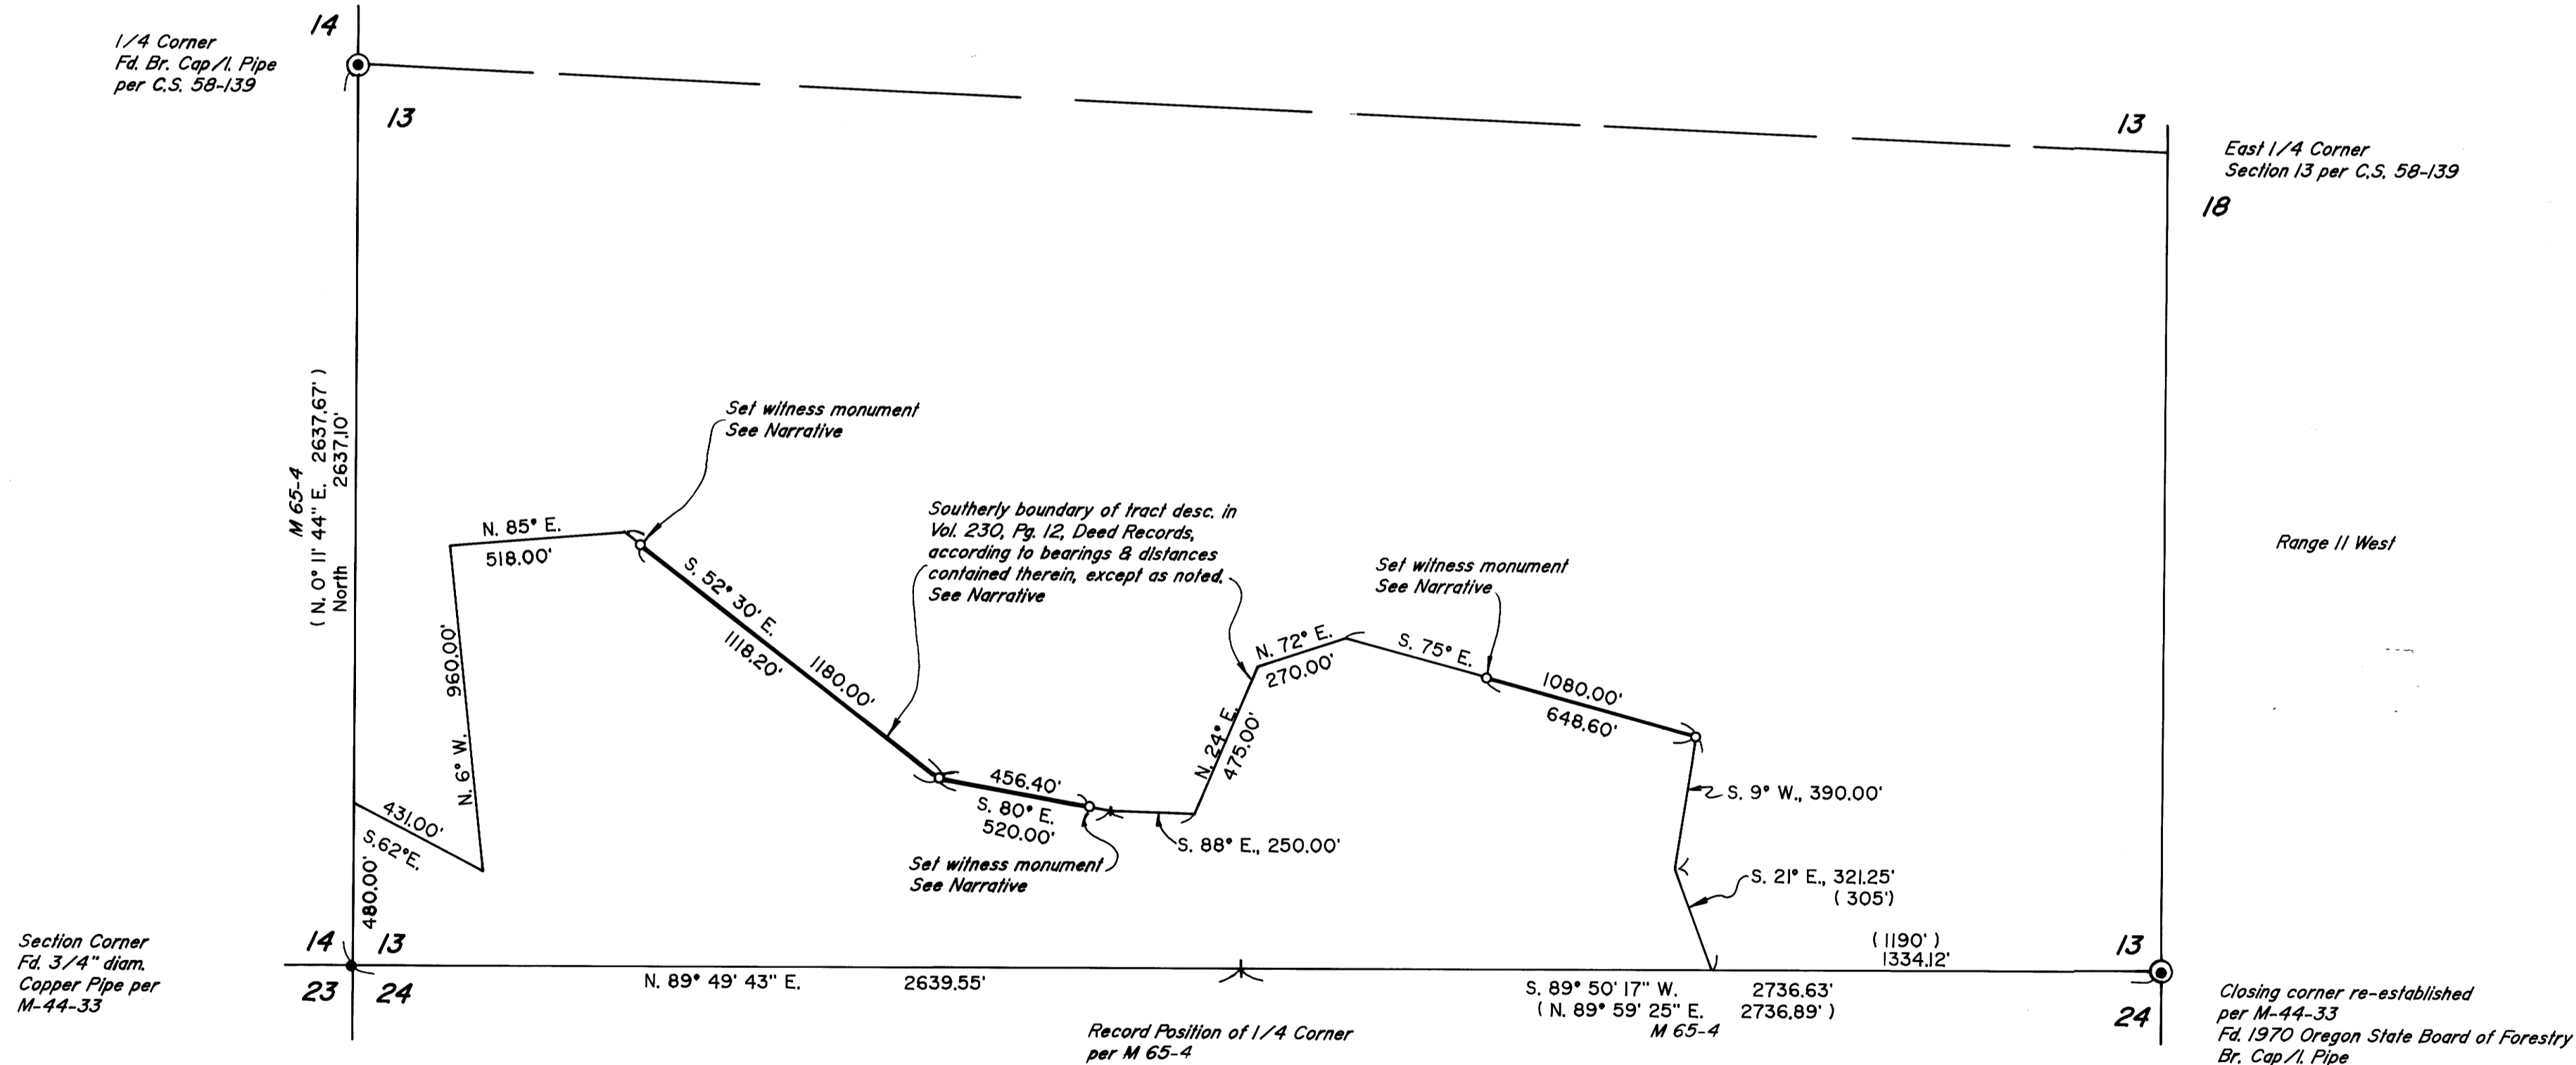 14
1/4 Corner
Fd. Br. Cap/I. Pipe
per C.S. 58-139
13
13
East 1/4 Corner
Section 13 per C.S. 58-139
18
M 65-4
( N. 0° 11' 44" E. 2637.67' )
North 2637.10'
Set witness monument
See Narrative
N. 85° E.
518.00'
Southerly boundary of tract desc. in
Vol. 230, Pg. 12, Deed Records,
according to bearings & distances
contained therein, except as noted.
See Narrative
Range 11 West
Set witness monument
See Narrative
S. 52° 30' E.
1118.20'
1180.00'
960.00'
N. 6° W.
N. 72° E.
270.00'
S. 75° E.
1080.00'
648.60'
N. 24° E.
475.00'
456.40'
S. 80° E.
520.00'
S. 88° E., 250.00'
S. 9° W., 390.00'
431.00'
S. 62° E.
480.00'
Set witness monument
See Narrative
S. 21° E., 321.25'
( 305')
( 1190' )
1334.12'
Section Corner
Fd. 3/4" diam.
Copper Pipe per
M-44-33
14 13
23 24
N. 89° 49' 43" E. 2639.55'
S. 89° 50' 17" W. 2736.63'
( N. 89° 59' 25" E. 2736.89' )
M 65-4
Record Position of 1/4 Corner
per M 65-4
13
24
Closing corner re-established
per M-44-33
Fd. 1970 Oregon State Board of Forestry
Br. Cap/I. Pipe